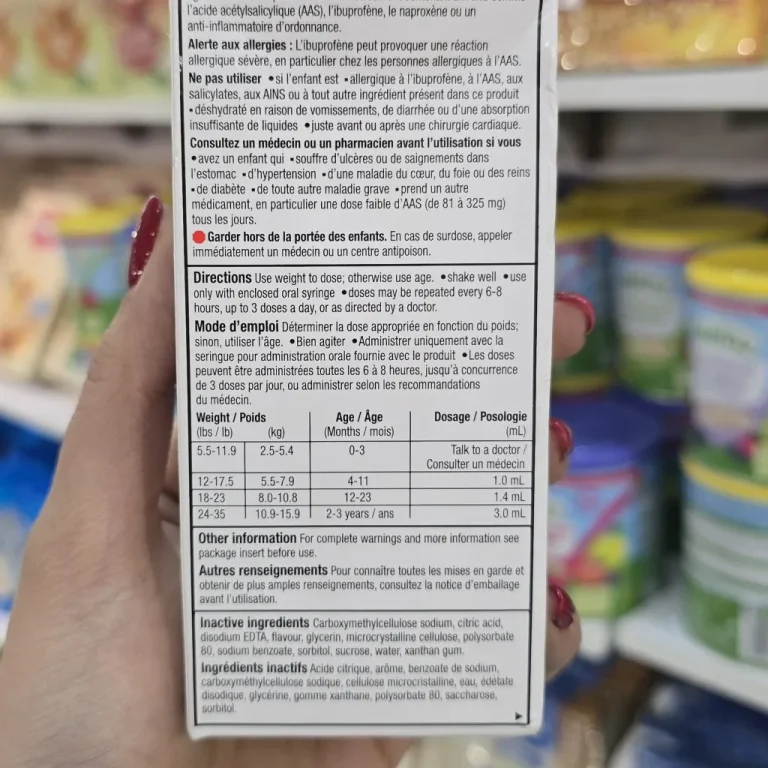 l'acide acétylsalicylique (AAS), l'ibuprofène, le naproxène ou un
anti-inflammatoire d'ordonnance.
Alerte aux allergies : L'ibuprofène peut provoquer une réaction
allergique sévère, en particulier chez les personnes allergiques à l'AAS.
Ne pas utiliser • si l'enfant est ▪ allergique à l'ibuprofène, à l'AAS, aux
salicylates, aux AINS ou à tout autre ingrédient présent dans ce produit
▪ déshydraté en raison de vomissements, de diarrhée ou d'une absorption
insuffisante de liquides • juste avant ou après une chirurgie cardiaque.
Consultez un médecin ou un pharmacien avant l'utilisation si vous
• avez un enfant qui ▪ souffre d'ulcères ou de saignements dans
l'estomac ▪ d'hypertension ▪ d'une maladie du cœur, du foie ou des reins
▪ de diabète ▪ de toute autre maladie grave ▪ prend un autre
médicament, en particulier une dose faible d'AAS (de 81 à 325 mg)
tous les jours.
Garder hors de la portée des enfants. En cas de surdose, appeler
immédiatement un médecin ou un centre antipoison.
Directions Use weight to dose; otherwise use age. • shake well • use
only with enclosed oral syringe • doses may be repeated every 6-8
hours, up to 3 doses a day, or as directed by a doctor.
Mode d'emploi Déterminer la dose appropriée en fonction du poids;
sinon, utiliser l'âge. • Bien agiter • Administrer uniquement avec la
seringue pour administration orale fournie avec le produit • Les doses
peuvent être administrées toutes les 6 à 8 heures, jusqu'à concurrence
de 3 doses par jour, ou administrer selon les recommandations
du médecin.
Weight / Poids Age / Âge Dosage / Posologie
(lbs / lb) (kg) (Months / mois) (mL)
5.5-11.9 2.5-5.4 0-3 Talk to a doctor /
Consulter un médecin
12-17.5 5.5-7.9 4-11 1.0 mL
18-23 8.0-10.8 12-23 1.4 mL
24-35 10.9-15.9 2-3 years / ans 3.0 mL
Other information For complete warnings and more information see
package insert before use.
Autres renseignements Pour connaître toutes les mises en garde et
obtenir de plus amples renseignements, consultez la notice d'emballage
avant l'utilisation.
Inactive ingredients Carboxymethylcellulose sodium, citric acid,
disodium EDTA, flavour, glycerin, microcrystalline cellulose, polysorbate
80, sodium benzoate, sorbitol, sucrose, water, xanthan gum.
Ingrédients inactifs Acide citrique, arôme, benzoate de sodium,
carboxyméthylcellulose sodique, cellulose microcristalline, eau, édétate
disodique, glycérine, gomme xanthane, polysorbate 80, saccharose,
sorbitol.